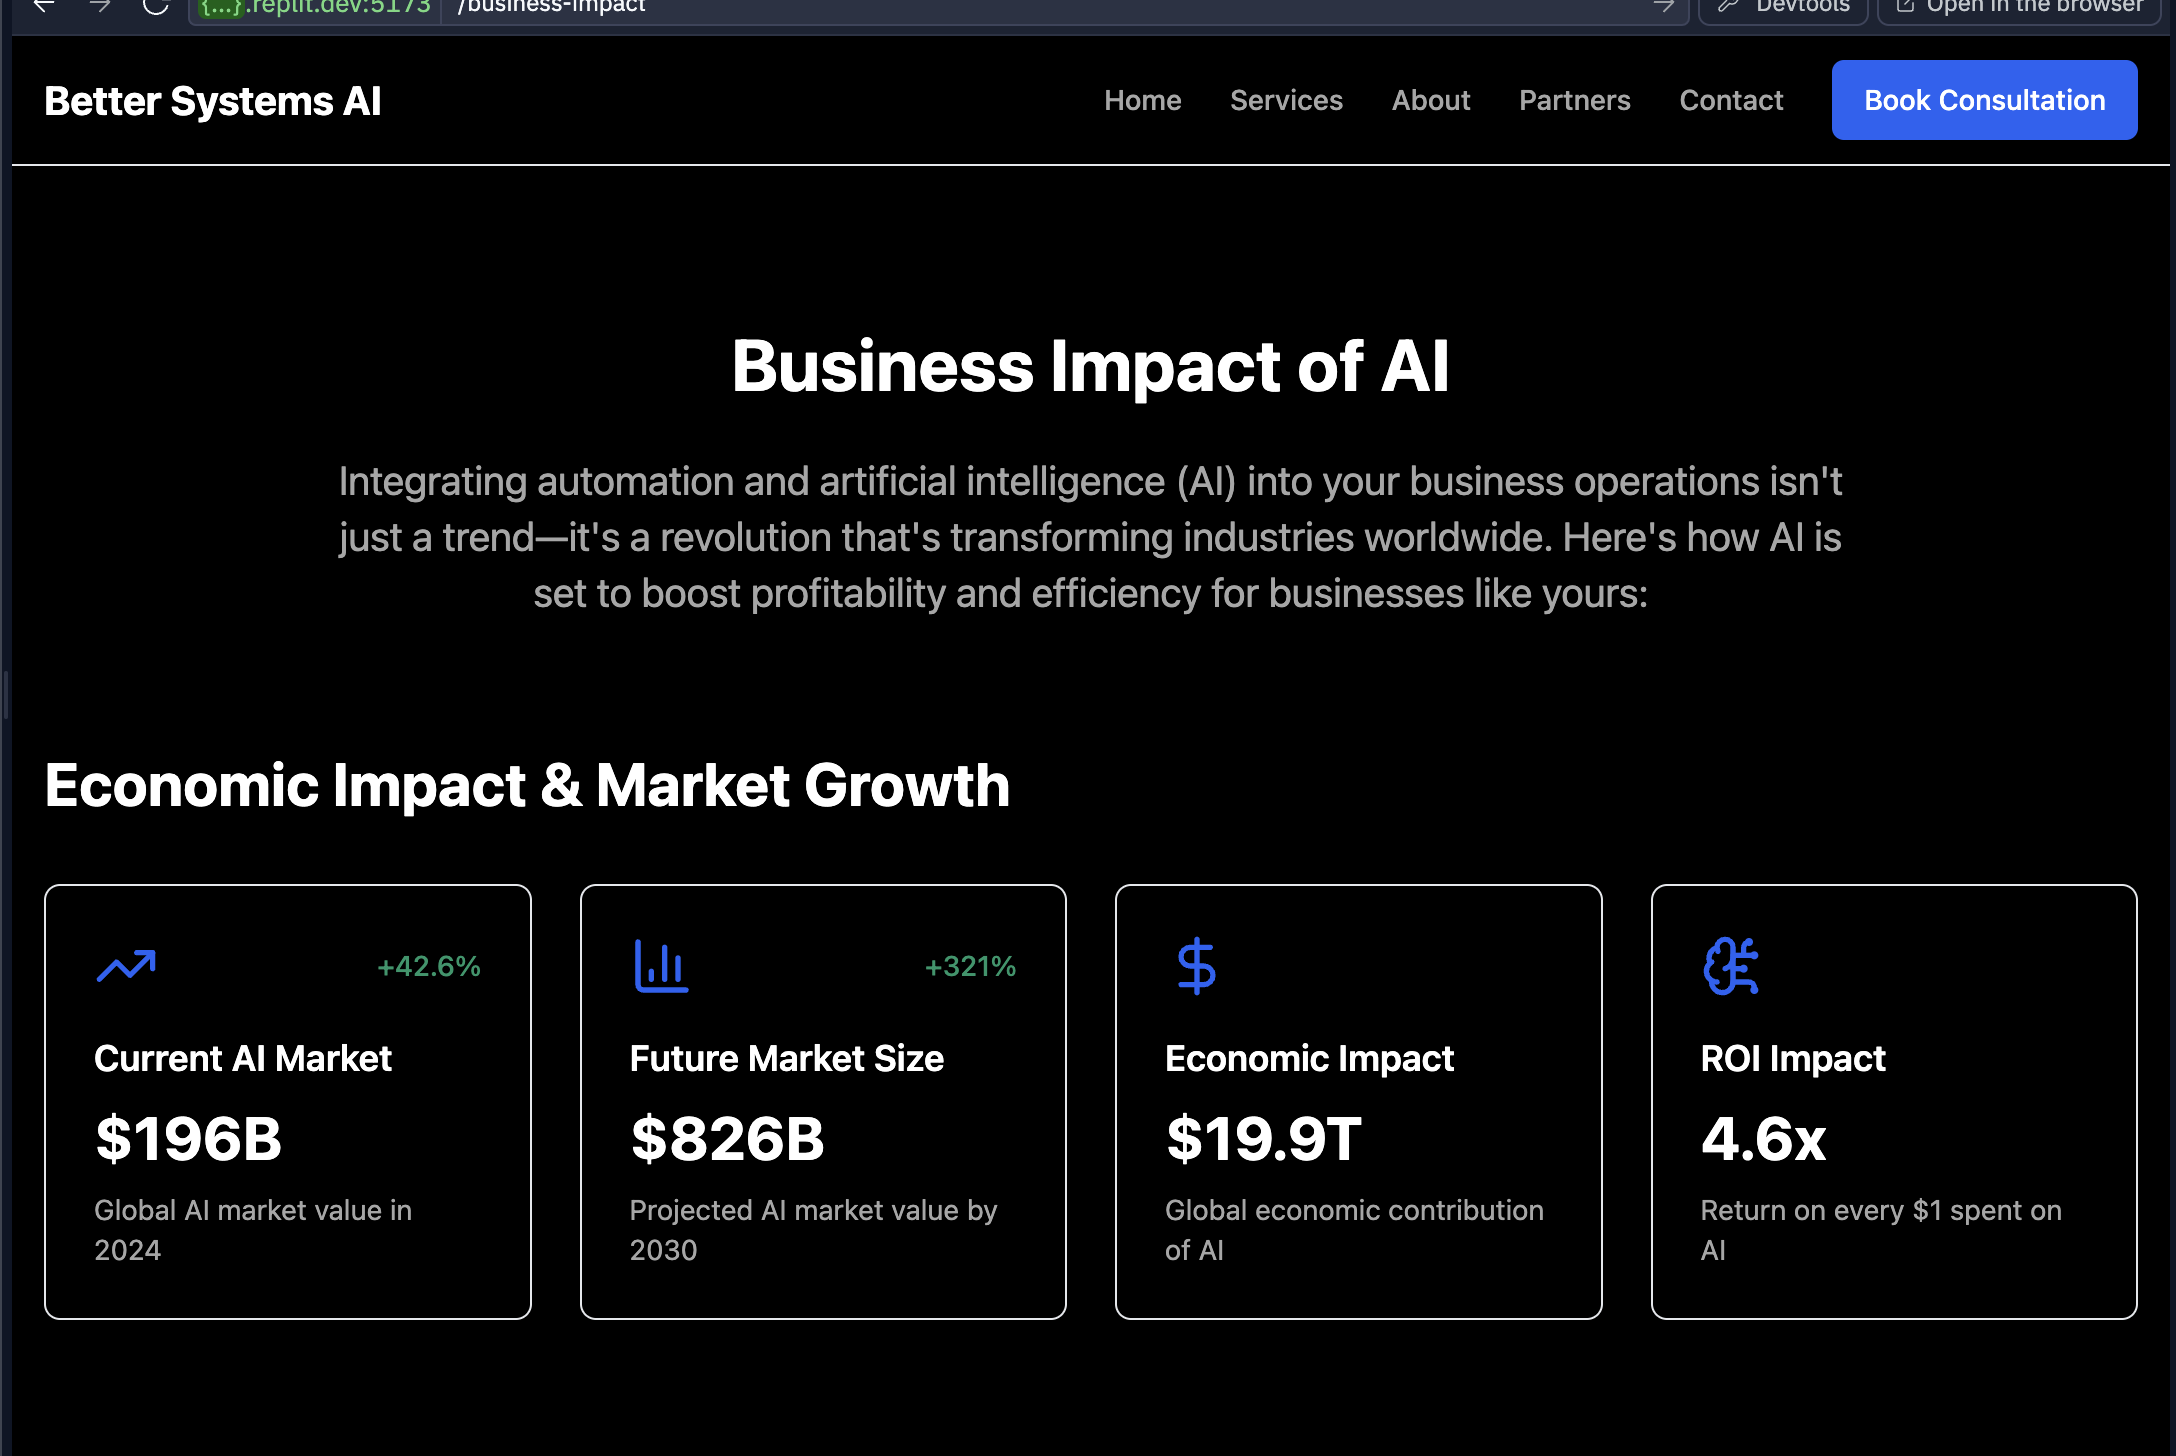 {...}.replit.dev:5173 /business-impact Devtools Open in the browser
Better Systems AI Home Services About Partners Contact Book Consultation
Business Impact of AI
Integrating automation and artificial intelligence (AI) into your business operations isn't
just a trend—it's a revolution that's transforming industries worldwide. Here's how AI is
set to boost profitability and efficiency for businesses like yours:
Economic Impact & Market Growth
+42.6%
Current AI Market
$196B
Global AI market value in
2024
+321%
Future Market Size
$826B
Projected AI market value by
2030
Economic Impact
$19.9T
Global economic contribution
of AI
ROI Impact
4.6x
Return on every $1 spent on
AI